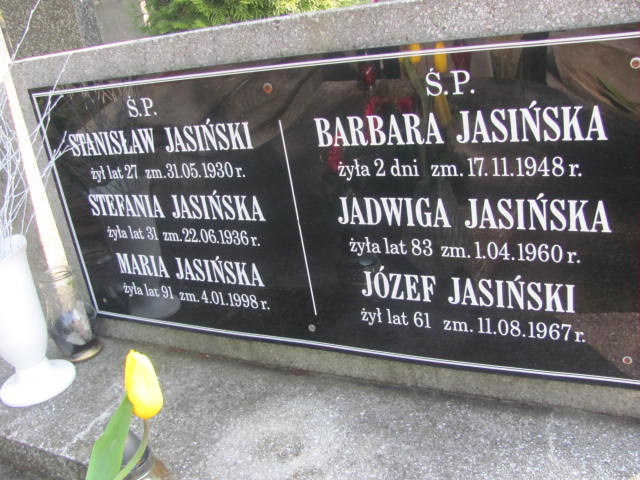 Ś.P.
STANISŁAW JASIŃSKI
żył lat 27 zm. 31.05.1930 r.
STEFANIA JASIŃSKA
żyła lat 31 zm. 22.06.1936 r.
MARIA JASIŃSKA
żyła lat 91 zm. 4.01.1998 r.
Ś.P.
BARBARA JASIŃSKA
żyła 2 dni zm. 17.11.1948 r.
JADWIGA JASIŃSKA
żyła lat 83 zm. 1.04.1960 r.
JÓZEF JASIŃSKI
żył lat 61 zm. 11.08.1967 r.